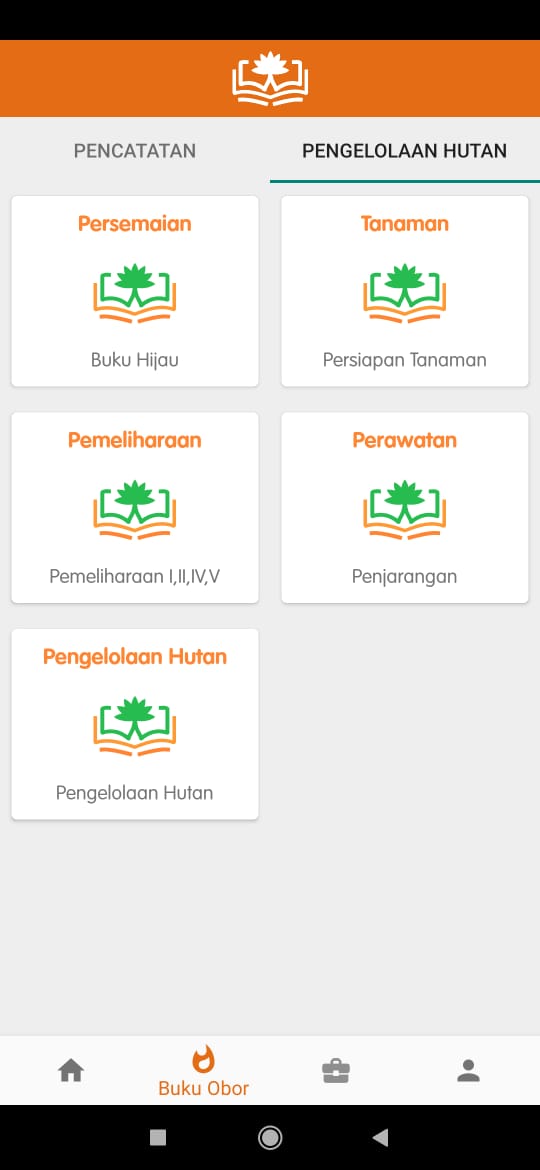 PENCATATAN
PENGELOLAAN HUTAN
Persemaian
Buku Hijau
Tanaman
Persiapan Tanaman
Pemeliharaan
Pemeliharaan I,II,IV,V
Perawatan
Penjarangan
Pengelolaan Hutan
Pengelolaan Hutan
Buku Obor